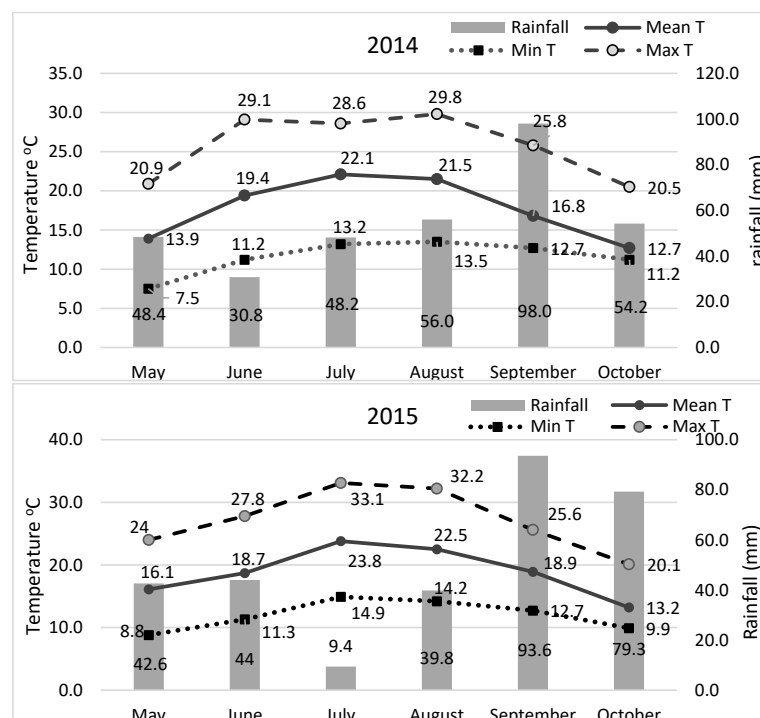 2014
Rainfall Mean T
Min T Max T
Temperature ºC
35.0
30.0
25.0
20.0
15.0
10.0
5.0
0.0
20.9 29.1 28.6 29.8 25.8 20.5
13.9 19.4 22.1 21.5 16.8 12.7
7.5 11.2 13.2 13.5 12.7 11.2
48.4 30.8 48.2 56.0 98.0 54.2
120.0
100.0
80.0
60.0
40.0
20.0
0.0
rainfall (mm)
May June July August September October
2015
Rainfall Mean T
Min T Max T
Temperature ºC
40.0
30.0
20.0
10.0
0.0
24 27.8 33.1 32.2 25.6 20.1
16.1 18.7 23.8 22.5 18.9 13.2
8.8 11.3 14.9 14.2 12.7 9.9
42.6 44 9.4 39.8 93.6 79.3
100.0
80.0
60.0
40.0
20.0
0.0
Rainfall (mm)
May June July August September October